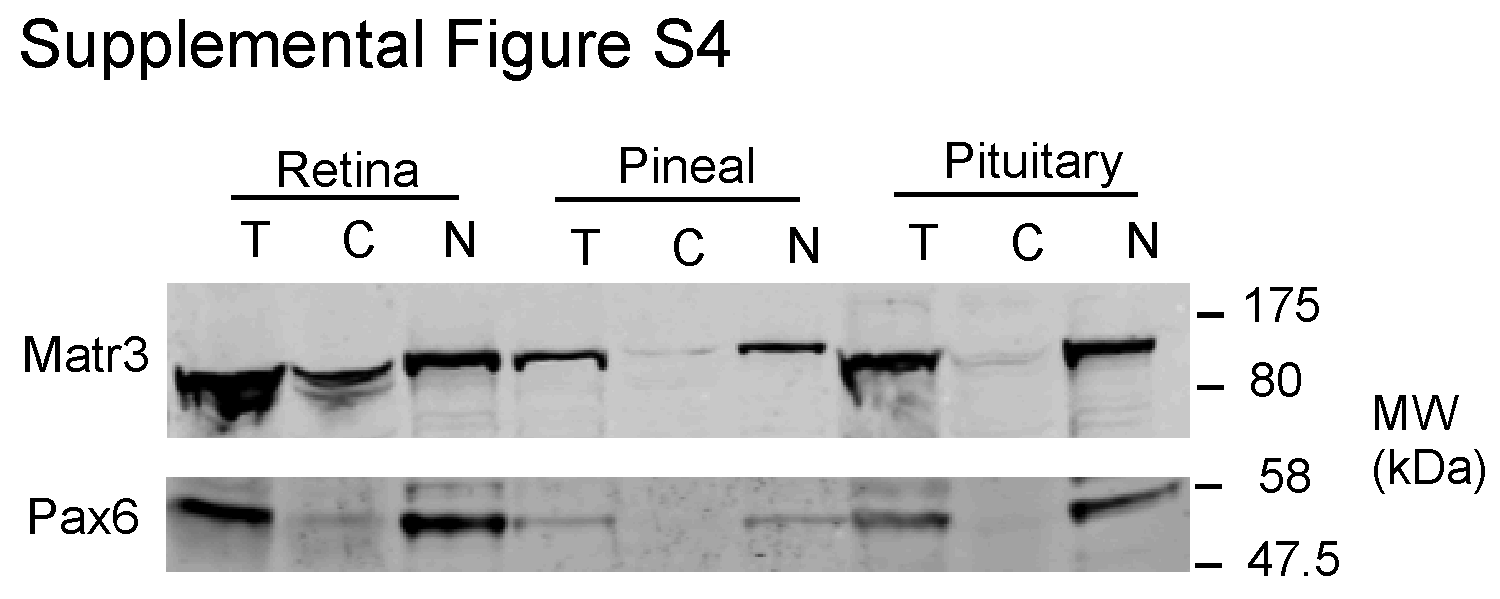 Supplemental Figure S4
Retina Pineal Pituitary
T C N T C N T C N
Matr3
175
80
MW
(kDa)
Pax6
58
47.5